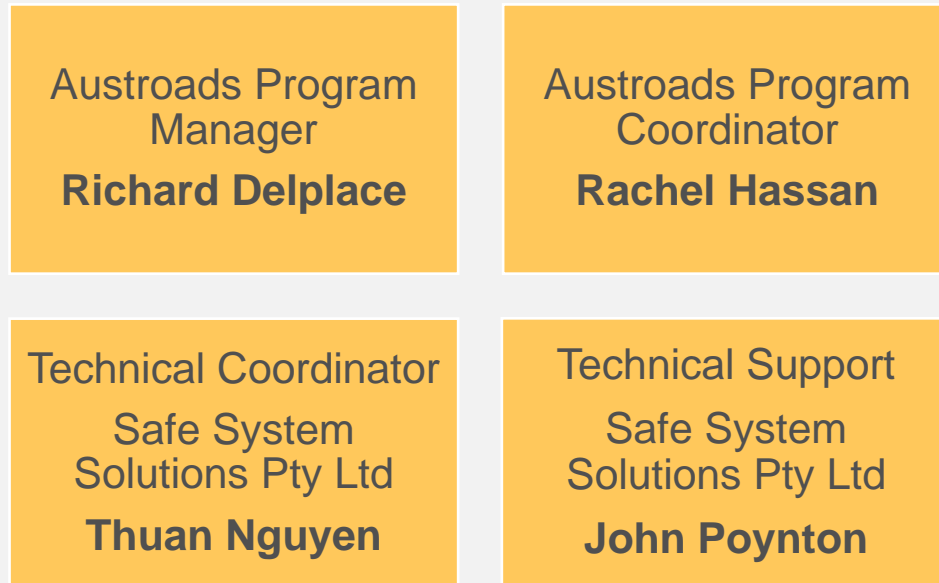 Austroads Program
Manager
Richard Delplace
Austroads Program
Coordinator
Rachel Hassan
Technical Coordinator
Safe System
Solutions Pty Ltd
Thuan Nguyen
Technical Support
Safe System
Solutions Pty Ltd
John Poynton